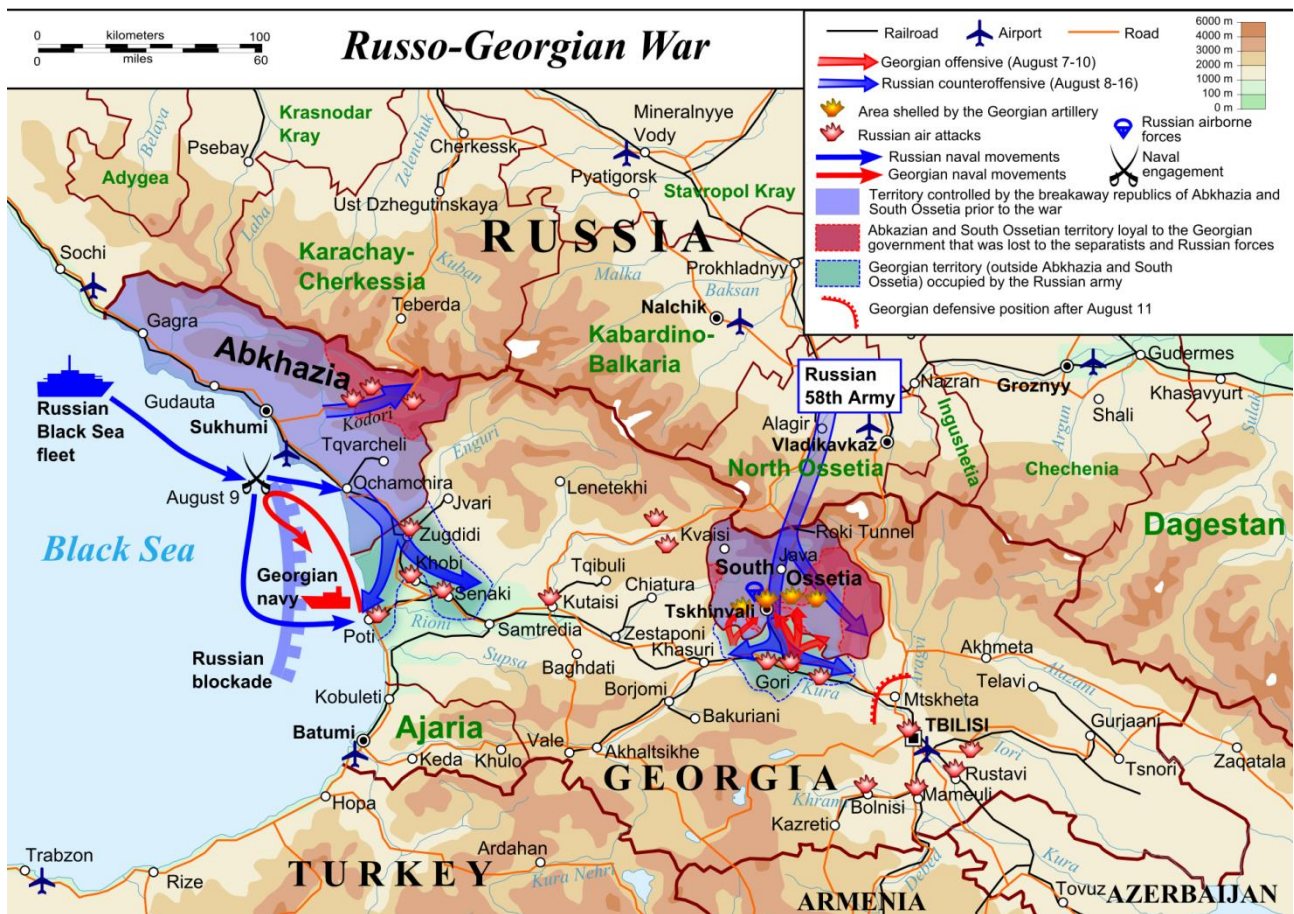 0 kilometers 100
0 miles 60
Russo-Georgian War
Railroad
Airport
Road
Georgian offensive (August 7-10)
Russian counteroffensive (August 8-16)
Area shelled by the Georgian artillery
Russian air attacks
Russian airborne
forces
Russian naval movements
Georgian naval movements
Naval
engagement
Territory controlled by the breakaway republics of Abkhazia and
South Ossetia prior to the war
Abkazian and South Ossetian territory loyal to the Georgian
government that was lost to the separatists and Russian forces
Georgian territory (outside Abkhazia and South
Ossetia) occupied by the Russian army
Georgian defensive position after August 11
6000 m
4000 m
3000 m
2000 m
1000 m
100 m
0 m
Krasnodar
Kray
Belaya
Psebay
Adygea
Laba
Zelenchuk
Cherkessk
Mineralnyye
Vody
Pyatigorsk
Stavropol Kray
Ust Dzhegutinskaya
RUSSIA
Sochi
Karachay-
Cherkessia
Kuban
Malka
Baksan
Prokhladnyy
Teberda
Nalchik
Kabardino-
Balkaria
Gagra
Abkhazia
Russian
58th Army
Nazran
Groznyy
Gudermes
Khasavyurt
Shali
Argun
Sulak
Ingushetia
Chechenia
Dagestan
Russian
Black Sea
fleet
Gudauta
Sukhumi
Kodori
Tqvarcheli
Enguri
Alagir
Vladikavkaz
North Ossetia
August 9
Ochamchira
Jvari
Lenetekhi
Black Sea
Zugdidi
Kvaisi
Roki Tunnel
Java
South Ossetia
Khobi
Tqibuli
Chiatura
Georgian
navy
Senaki
Kutaisi
Tskhinvali
Poti
Rioni
Samtredia
Zestaponi
Khasuri
Aragvi
Akhmeta
Alazani
Russian
blockade
Supsa
Baghdati
Gori
Kura
Telavi
Kobuleti
Borjomi
Bakuriani
Mtskheta
TBILISI
Gurjaani
Batumi
Ajaria
Keda
Khulo
Vale
Akhaltsikhe
Iori
Tsnori
Zaqatala
GEORGIA
Rustavi
Hopa
Khrami
Bolnisi
Mameuli
Kazreti
Trabzon
Rize
TURKEY
Ardahan
Kura Nehri
Debed
Kura
Tovuz
ARMENIA
AZERBAIJAN